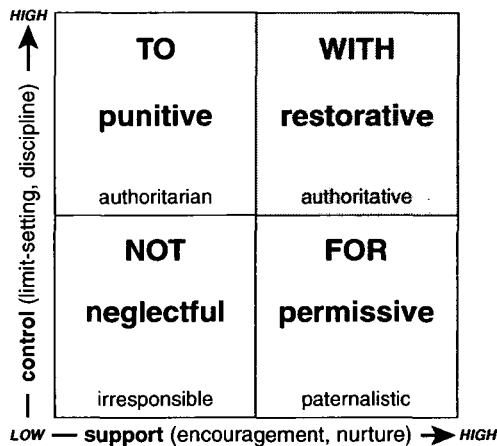 HIGH
TO
punitive
authoritarian
WITH
restorative
authoritative
NOT
neglectful
irresponsible
FOR
permissive
paternalistic
control (limit-setting, discipline)
LOW
support (encouragement, nurture)
HIGH